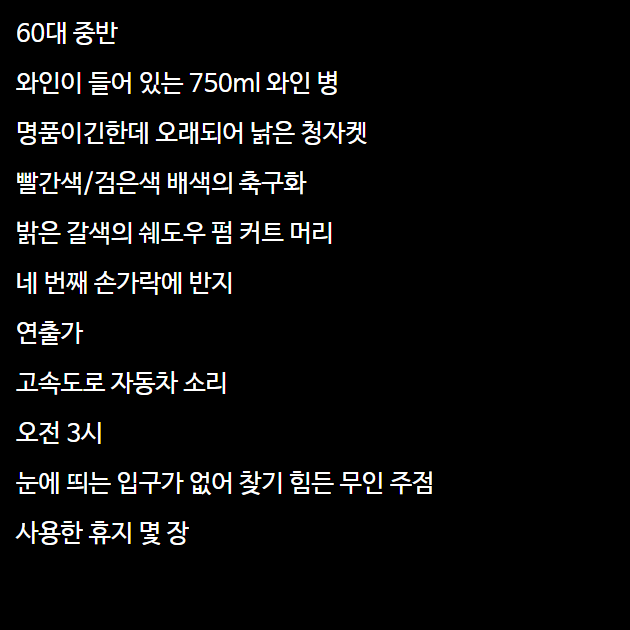 60대 중반
와인이 들어 있는 750ml 와인 병
명품이긴한데 오래되어 낡은 청자켓
빨간색/검은색 배색의 축구화
밝은 갈색의 쉐도우 펌 커트 머리
네 번째 손가락에 반지
연출가
고속도로 자동차 소리
오전 3시
눈에 띄는 입구가 없어 찾기 힘든 무인 주점
사용한 휴지 몇 장